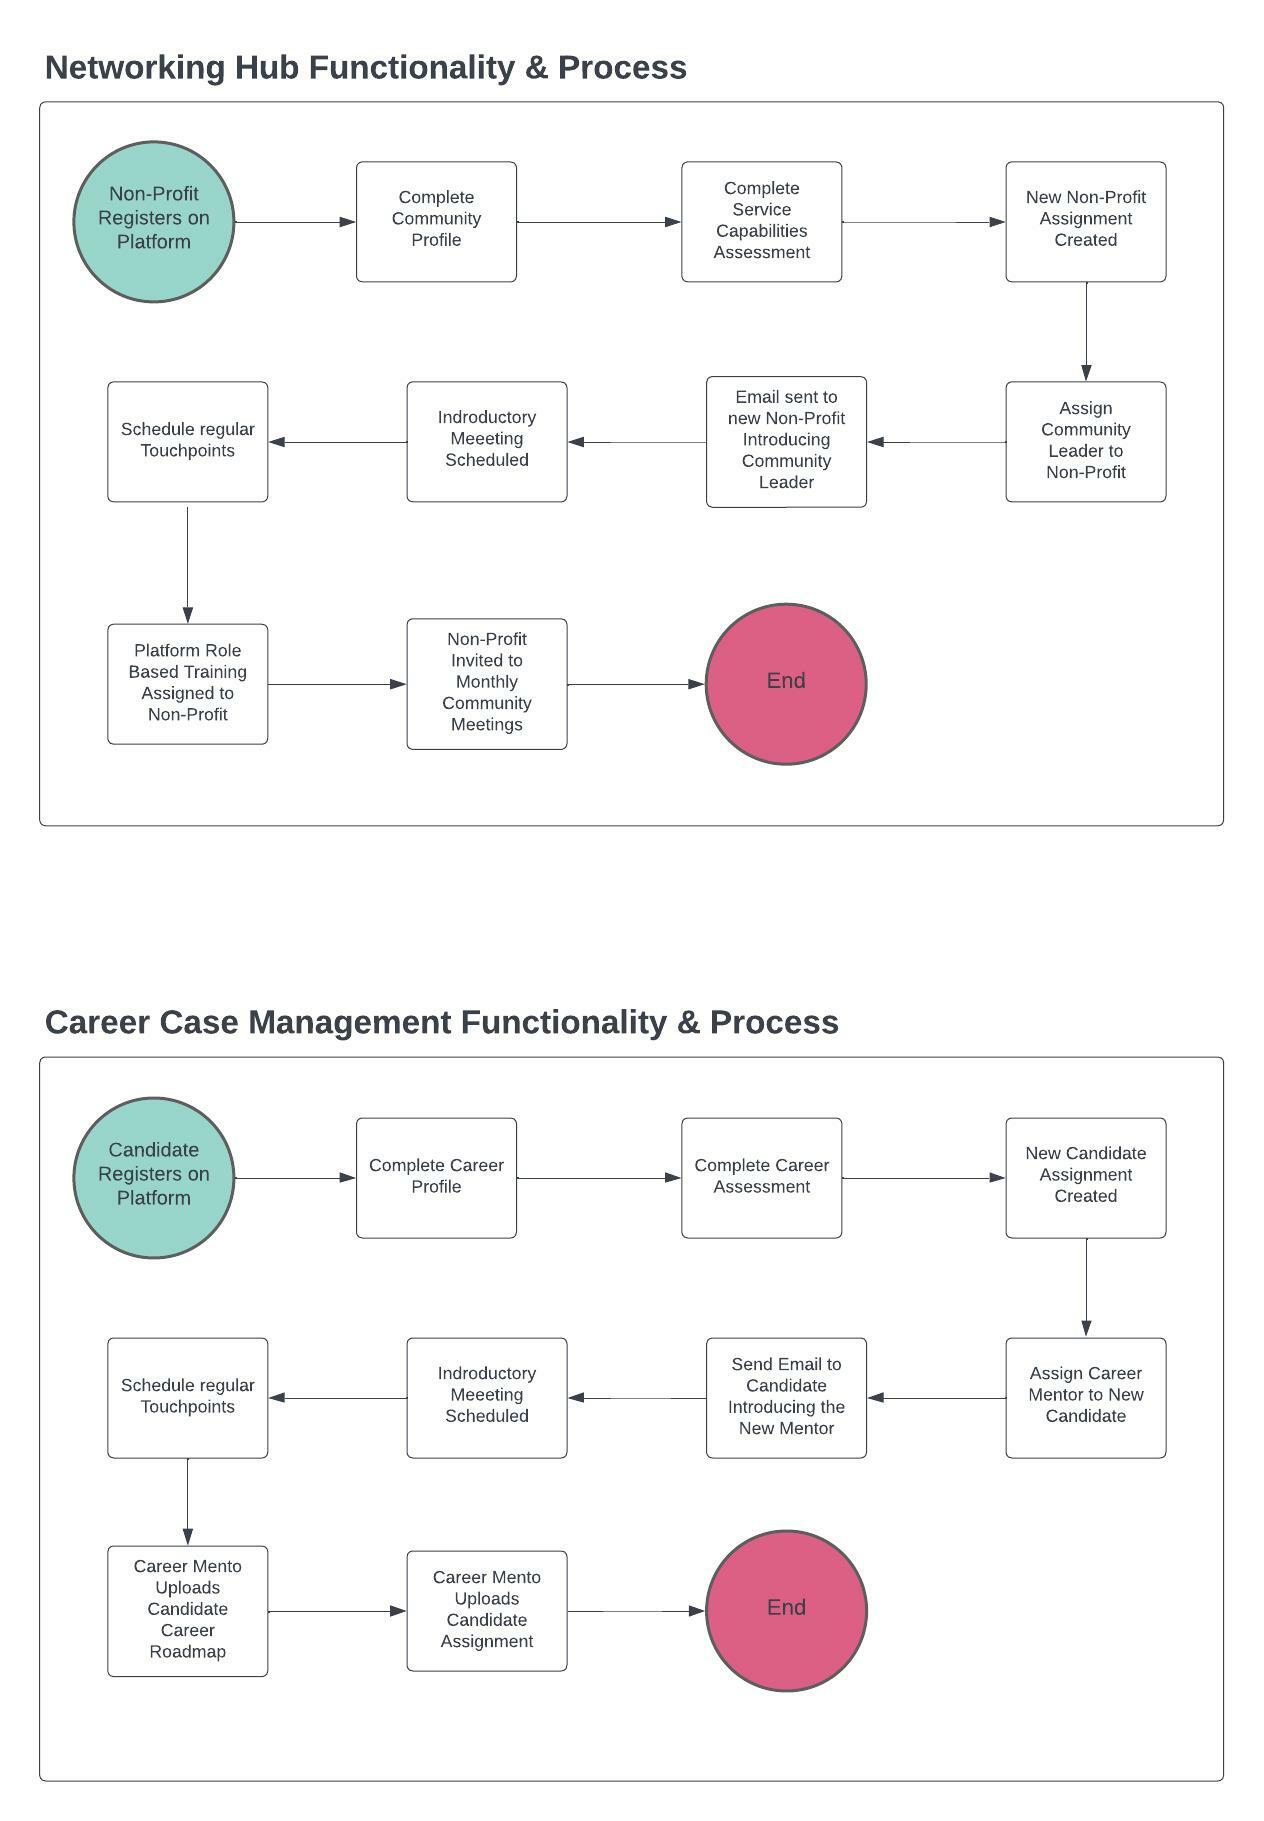 Networking Hub Functionality & Process
Non-Profit
Registers on
Platform
Complete
Community
Profile
Complete
Service
Capabilities
Assessment
New Non-Profit
Assignment
Created
Schedule regular
Touchpoints
Indroductory
Meeeting
Scheduled
Email sent to
new Non-Profit
Introducing
Community
Leader
Assign
Community
Leader to
Non-Profit
Platform Role
Based Training
Assigned to
Non-Profit
Non-Profit
Invited to
Monthly
Community
Meetings
End
Career Case Management Functionality & Process
Candidate
Registers on
Platform
Complete Career
Profile
Complete Career
Assessment
New Candidate
Assignment
Created
Schedule regular
Touchpoints
Indroductory
Meeeting
Scheduled
Send Email to
Candidate
Introducing the
New Mentor
Assign Career
Mentor to New
Candidate
Career Mento
Uploads
Candidate
Career
Roadmap
Career Mento
Uploads
Candidate
Assignment
End